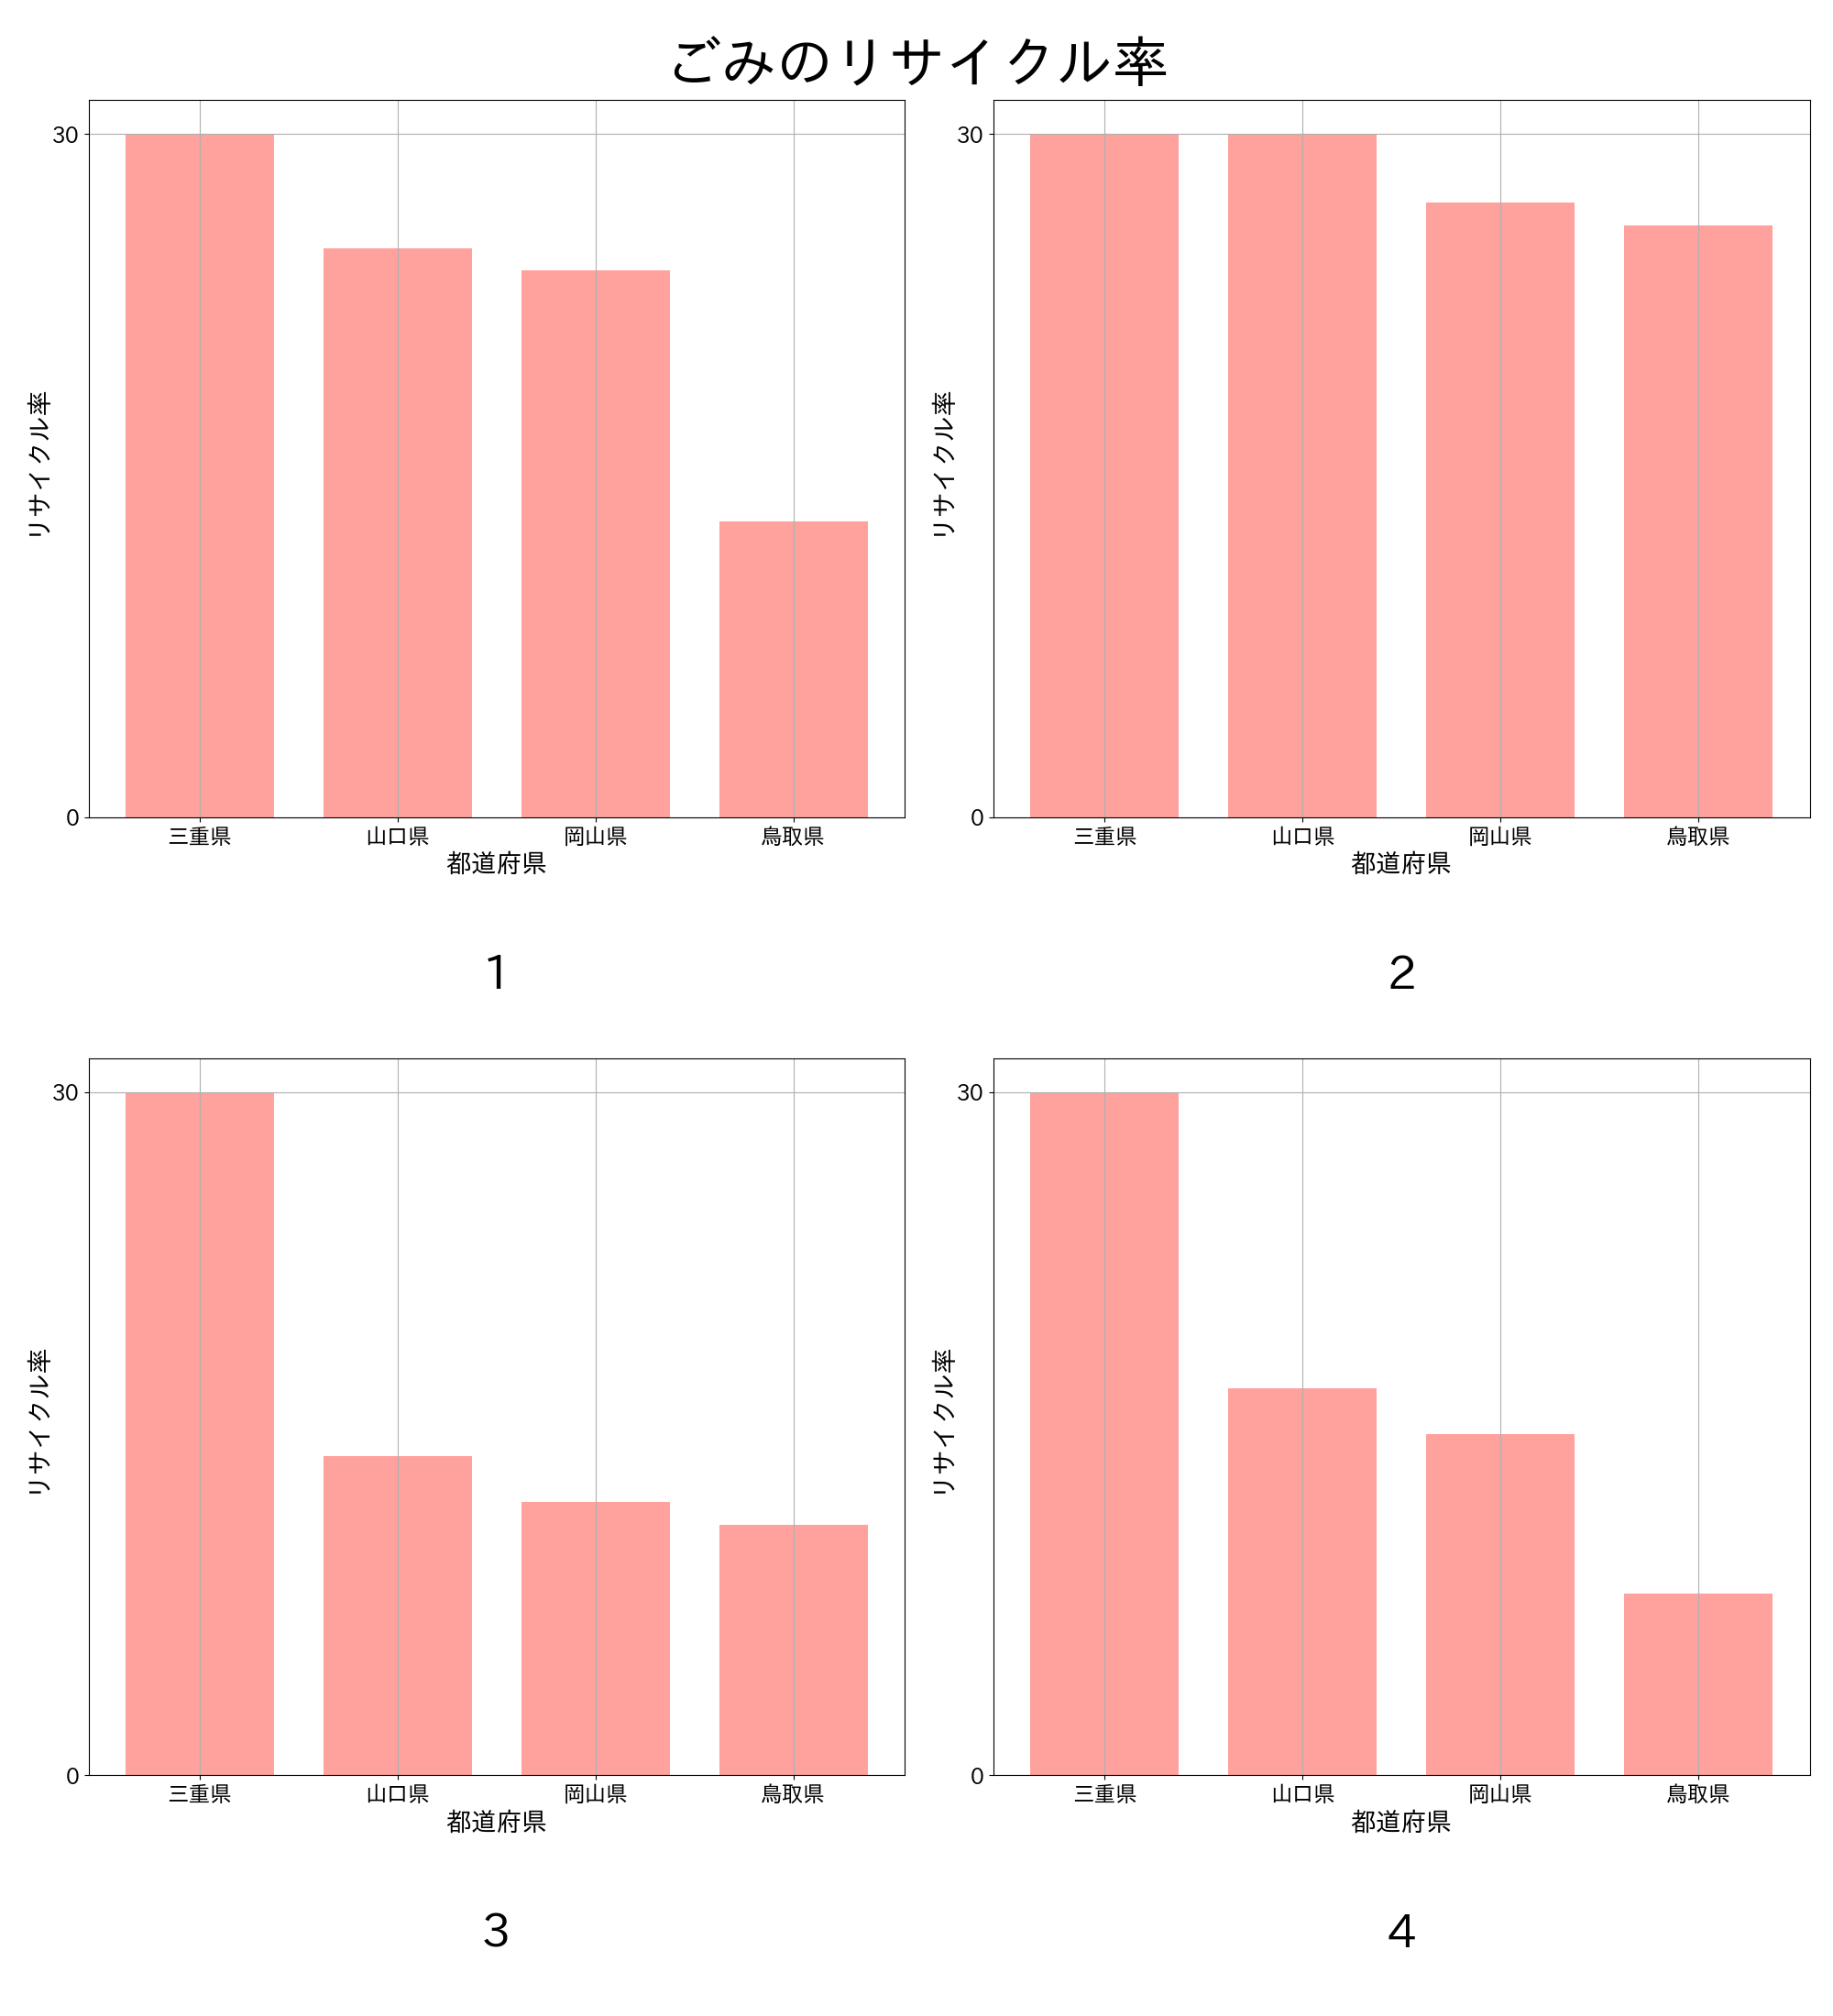 ごみのリサイクル率
30
0
リサイクル率
三重県 山口県 岡山県 鳥取県
都道府県
1
30
0
リサイクル率
三重県 山口県 岡山県 鳥取県
都道府県
2
30
0
リサイクル率
三重県 山口県 岡山県 鳥取県
都道府県
3
30
0
リサイクル率
三重県 山口県 岡山県 鳥取県
都道府県
4